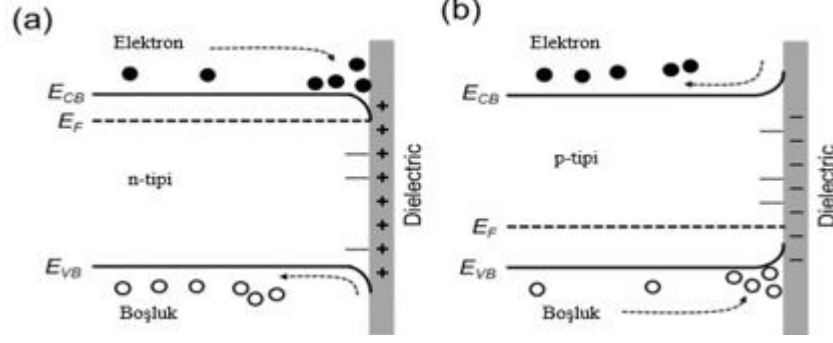 (a)
Elektron
E_CB
E_F
n-tipi
E_VB
Boşluk
+
+
+
+
+
+
+
+
Dielectric
(b)
Elektron
E_CB
p-tipi
E_F
E_VB
Boşluk
−
−
−
−
−
−
−
Dielectric